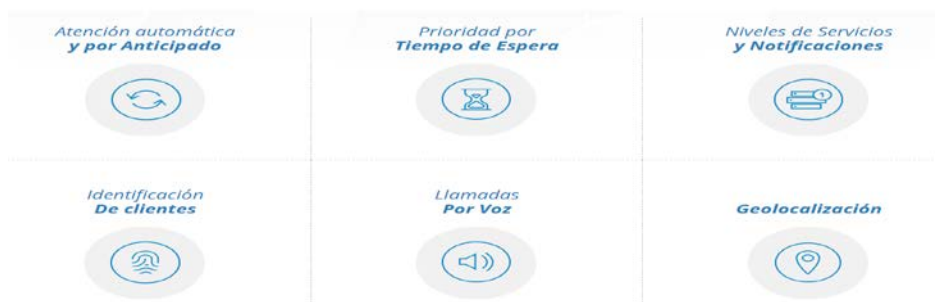 Atención automática
y por Anticipado
Prioridad por
Tiempo de Espera
Niveles de Servicios
y Notificaciones
1
Identificación
De clientes
Llamadas
Por Voz
Geolocalización